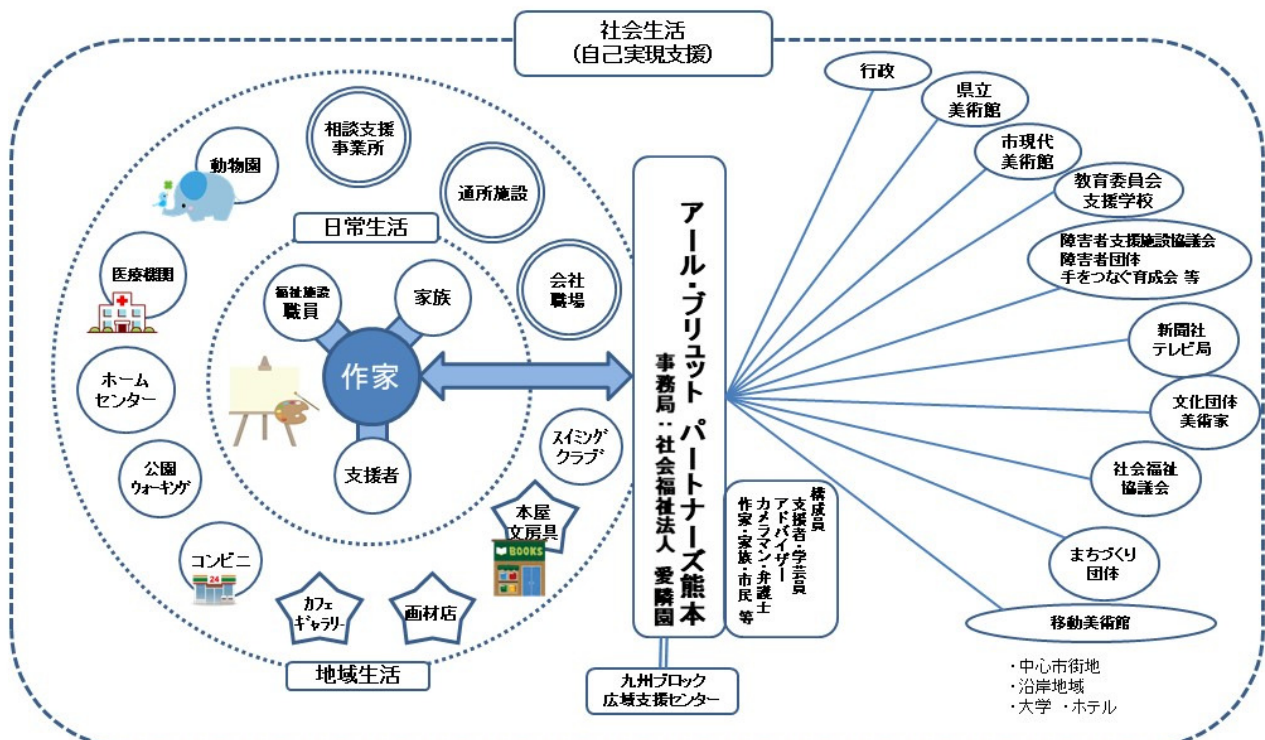 社会生活
(自己実現支援)
行政
県立
美術館
市現代
美術館
教育委員会
支援学校
障害者支援施設協議会
障害者団体
手をつなぐ育成会 等
新聞社
テレビ局
文化団体
美術家
社会福祉
協議会
まちづくり
団体
移動美術館
・中心市街地
・沿岸地域
・大学 ・ホテル
アール・ブリュット パートナーズ熊本
事務局：社会福祉法人 愛隣園
構成員
支援者・学芸員
アドバイザー
カメラマン・弁護士
作家・家族・市民 等
九州ブロック
広域支援センター
相談支援
事業所
動物園
通所施設
医療機関
会社
職場
ホーム
センター
スイミング
クラブ
公園
ウォーキング
本屋
文房具
BOOKS
コンビニ
24
カフェ
ギャラリー
画材店
地域生活
日常生活
福祉施設
職員
家族
作家
支援者